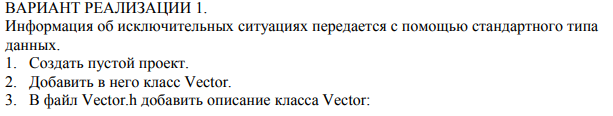 ВАРИАНТ РЕАЛИЗАЦИИ 1.
Информация об исключительных ситуациях передается с помощью стандартного типа
данных.
1. Создать пустой проект.
2. Добавить в него класс Vector.
3. В файл Vector.h добавить описание класса Vector: